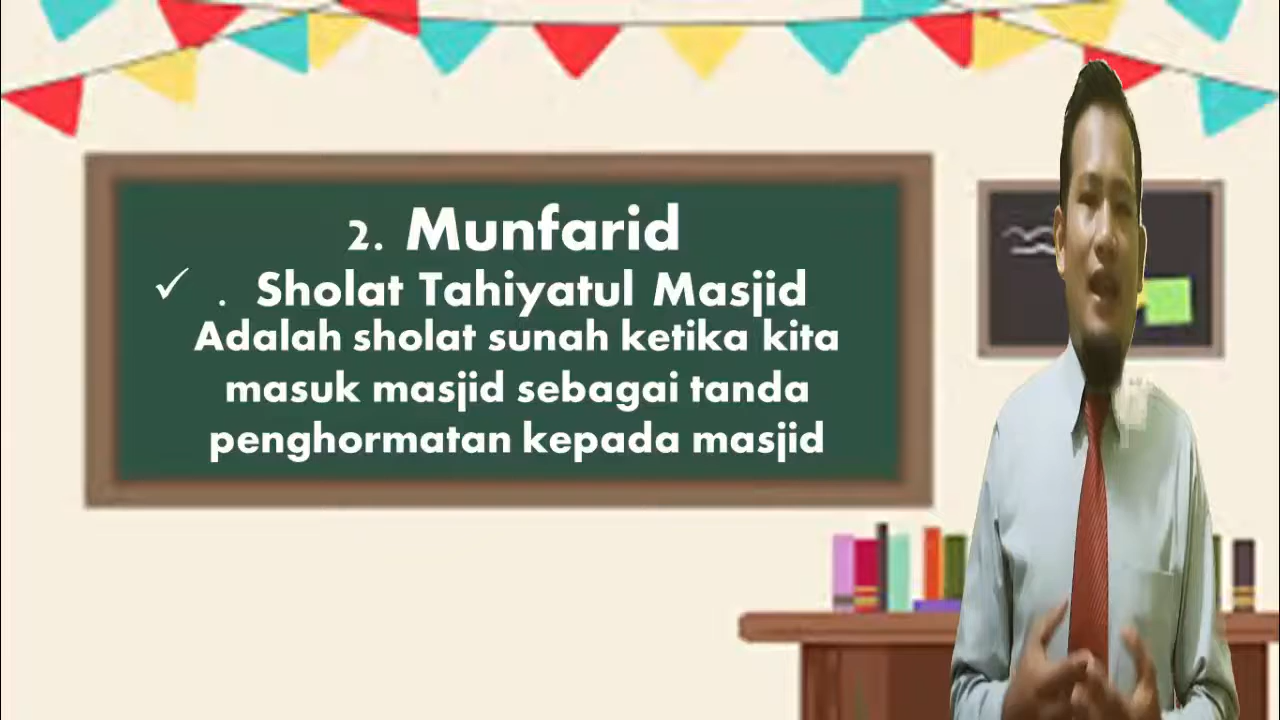 2. Munfarid
✓ . Sholat Tahiyatul Masjid
Adalah sholat sunah ketika kita
masuk masjid sebagai tanda
penghormatan kepada masjid